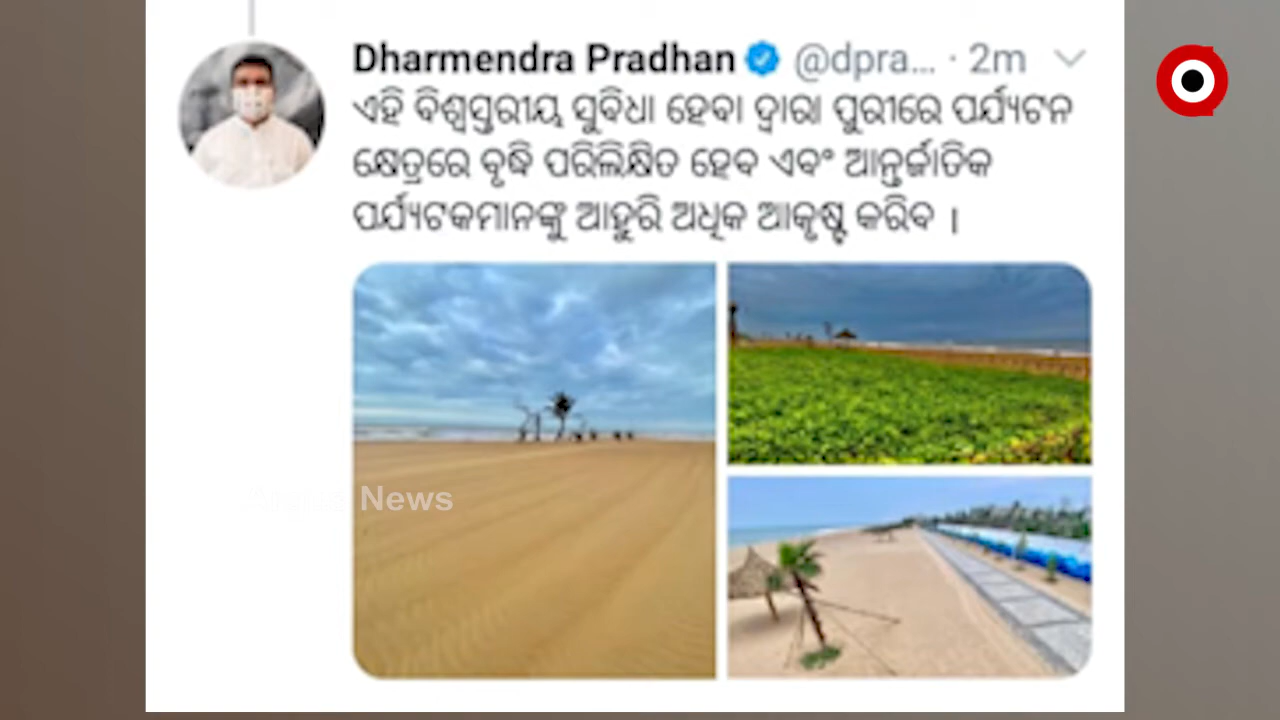 Dharmendra Pradhan @dpra... · 2m
ଏହି ବିଶ୍ୱସ୍ତରୀୟ ସୁବିଧା ହେବା ଦ୍ୱାରା ପୁରୀରେ ପର୍ଯ୍ୟଟନ
କ୍ଷେତ୍ରରେ ବୃଦ୍ଧି ପରିଲିକ୍ଷିତ ହେବ ଏବଂ ଆନ୍ତର୍ଜାତିକ
ପର୍ଯ୍ୟଟକମାନଙ୍କୁ ଆହୁରି ଅଧିକ ଆକୃଷ୍ଟ କରିବ ।
Argus News